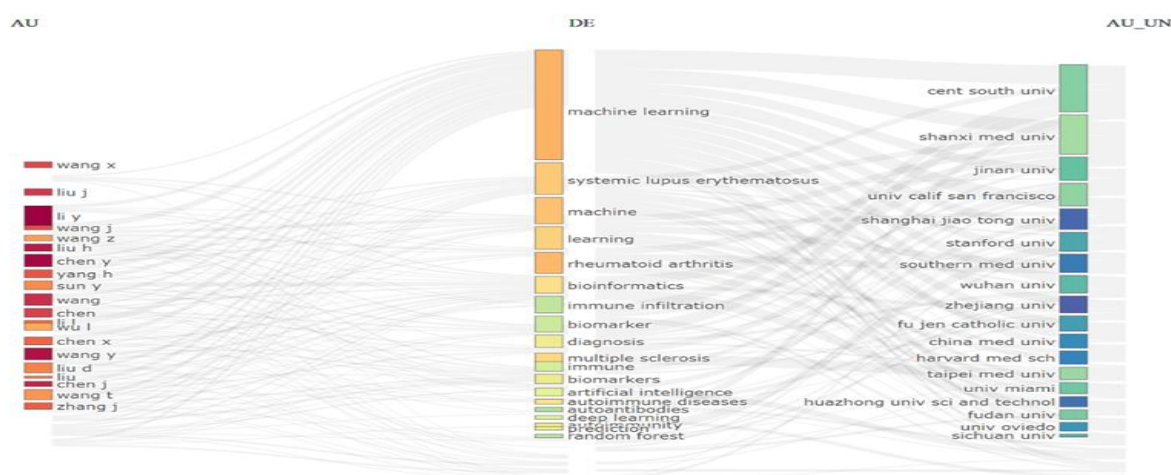 AU
DE
AU_UN
wang x
liu j
li y
wang j
wang z
liu h
chen y
yang h
sun y
wang
chen
li l
wu l
chen x
wang y
liu d
liu
chen j
wang t
zhang j
machine learning
systemic lupus erythematosus
machine
learning
rheumatoid arthritis
bioinformatics
immune infiltration
biomarker
diagnosis
multiple sclerosis
immune
biomarkers
artificial intelligence
autoimmune diseases
autoantibodies
deep learning
autoimmunity
prediction
random forest
cent south univ
shanxi med univ
jinan univ
univ calif san francisco
shanghai jiao tong univ
stanford univ
southern med univ
wuhan univ
zhejiang univ
fu jen catholic univ
china med univ
harvard med sch
taipei med univ
univ miami
huazhong univ sci and technol
fudan univ
univ oviedo
sichuan univ